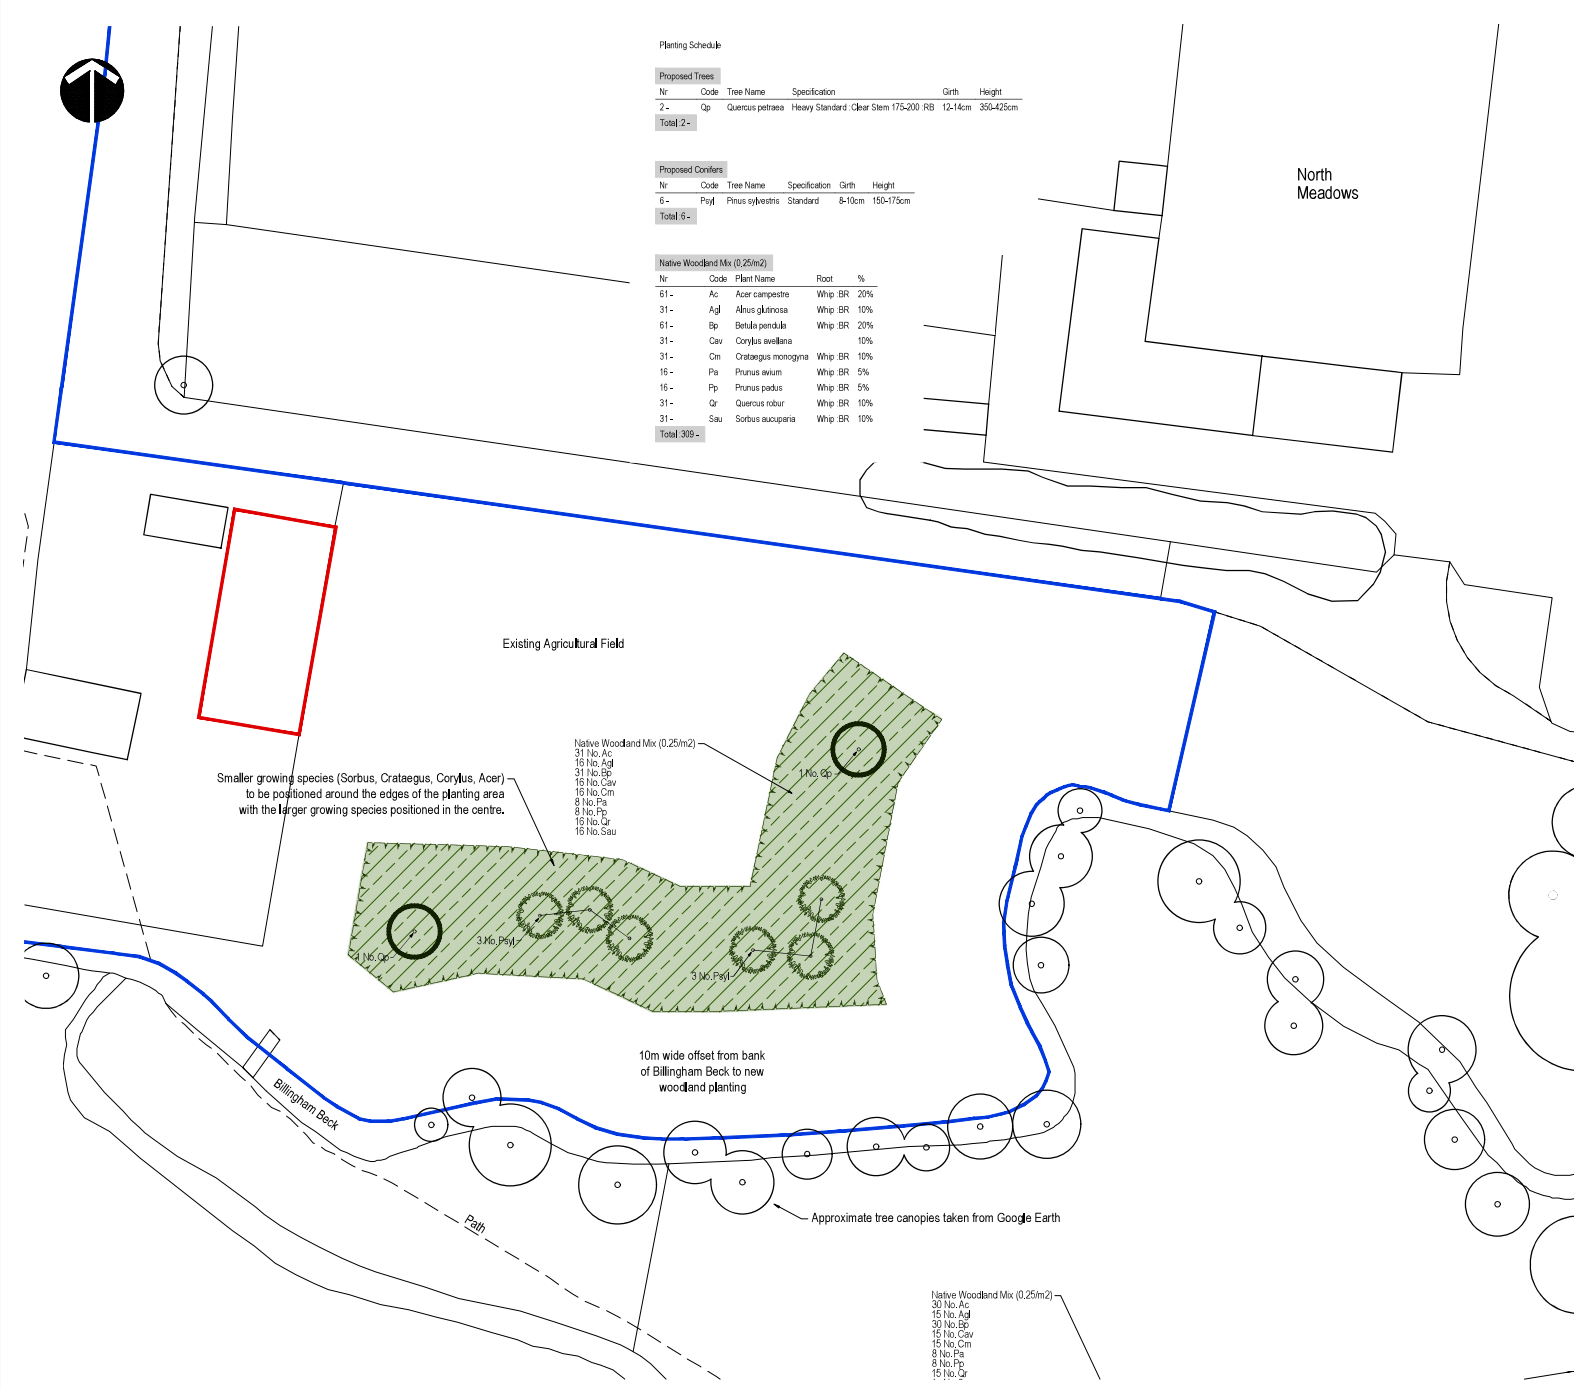 Planting Schedule
Proposed Trees
Nr Code Tree Name Specification Girth Height
2 - Qp Quercus petraea Heavy Standard :Clear Stem 175-200 :RB 12-14cm 350-425cm
Total :2 -
Proposed Conifers
Nr Code Tree Name Specification Girth Height
6 - Psyl Pinus sylvestris Standard 8-10cm 150-175cm
Total :6 -
Native Woodland Mix (0.25/m2)
Nr Code Plant Name Root %
61 - Ac Acer campestre Whip :BR 20%
31 - Agl Alnus glutinosa Whip :BR 10%
61 - Bp Betula pendula Whip :BR 20%
31 - Cav Corylus avellana 10%
31 - Cm Crataegus monogyna Whip :BR 10%
16 - Pa Prunus avium Whip :BR 5%
16 - Pp Prunus padus Whip :BR 5%
31 - Qr Quercus robur Whip :BR 10%
31 - Sau Sorbus aucuparia Whip :BR 10%
Total :309 -
North
Meadows
Existing Agricultural Field
Native Woodland Mix (0.25/m2)
31 No. Ac
16 No. Agl
31 No. Bp
16 No. Cav
16 No. Cm
8 No. Pa
8 No. Pp
16 No. Qr
16 No. Sau
1 No. Qp
Smaller growing species (Sorbus, Crataegus, Corylus, Acer)
to be positioned around the edges of the planting area
with the larger growing species positioned in the centre.
3 No. Psyl
1 No. Qp
3 No. Psyl
10m wide offset from bank
of Billingham Beck to new
woodland planting
Billingham Beck
Path
Approximate tree canopies taken from Google Earth
Native Woodland Mix (0.25/m2)
30 No. Ac
15 No. Agl
30 No. Bp
15 No. Cav
15 No. Cm
8 No. Pa
8 No. Pp
15 No. Qr